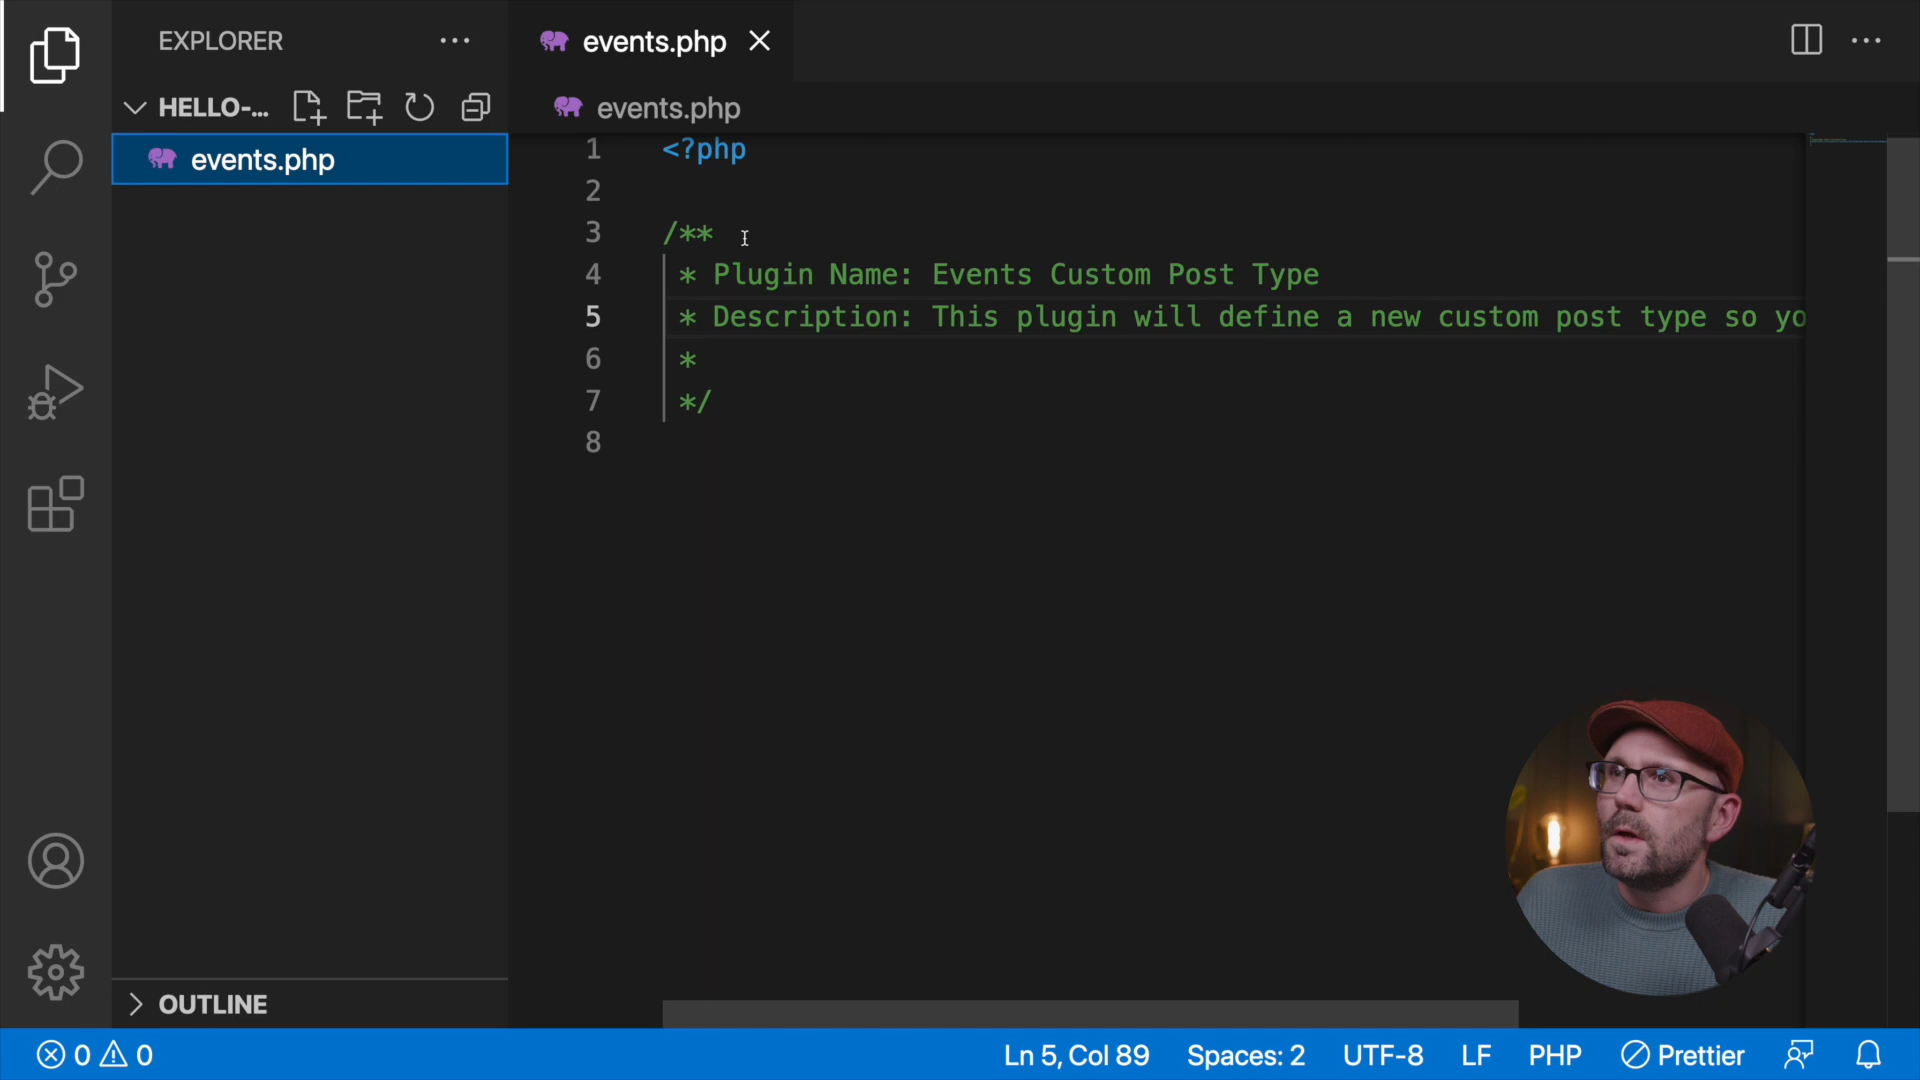 EXPLORER
events.php
HELLO-...
events.php
events.php
1 <?php
2
3 /**
4 * Plugin Name: Events Custom Post Type
5 * Description: This plugin will define a new custom post type so yo
6 *
7 */
8
OUTLINE
0 0 Ln 5, Col 89 Spaces: 2 UTF-8 LF PHP Prettier